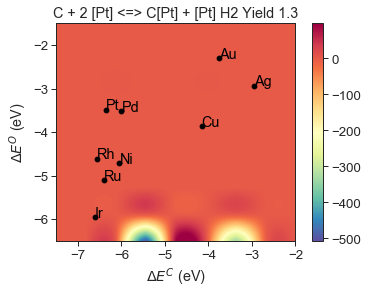 C + 2 [Pt] <=> C[Pt] + [Pt] H2 Yield 1.3
Au
Ag
Pt Pd
Cu
Rh Ni
Ru
Ir
−2
−3
−4
−5
−6
ΔE^O (eV)
−7 −6 −5 −4 −3 −2
ΔE^C (eV)
0
−100
−200
−300
−400
−500